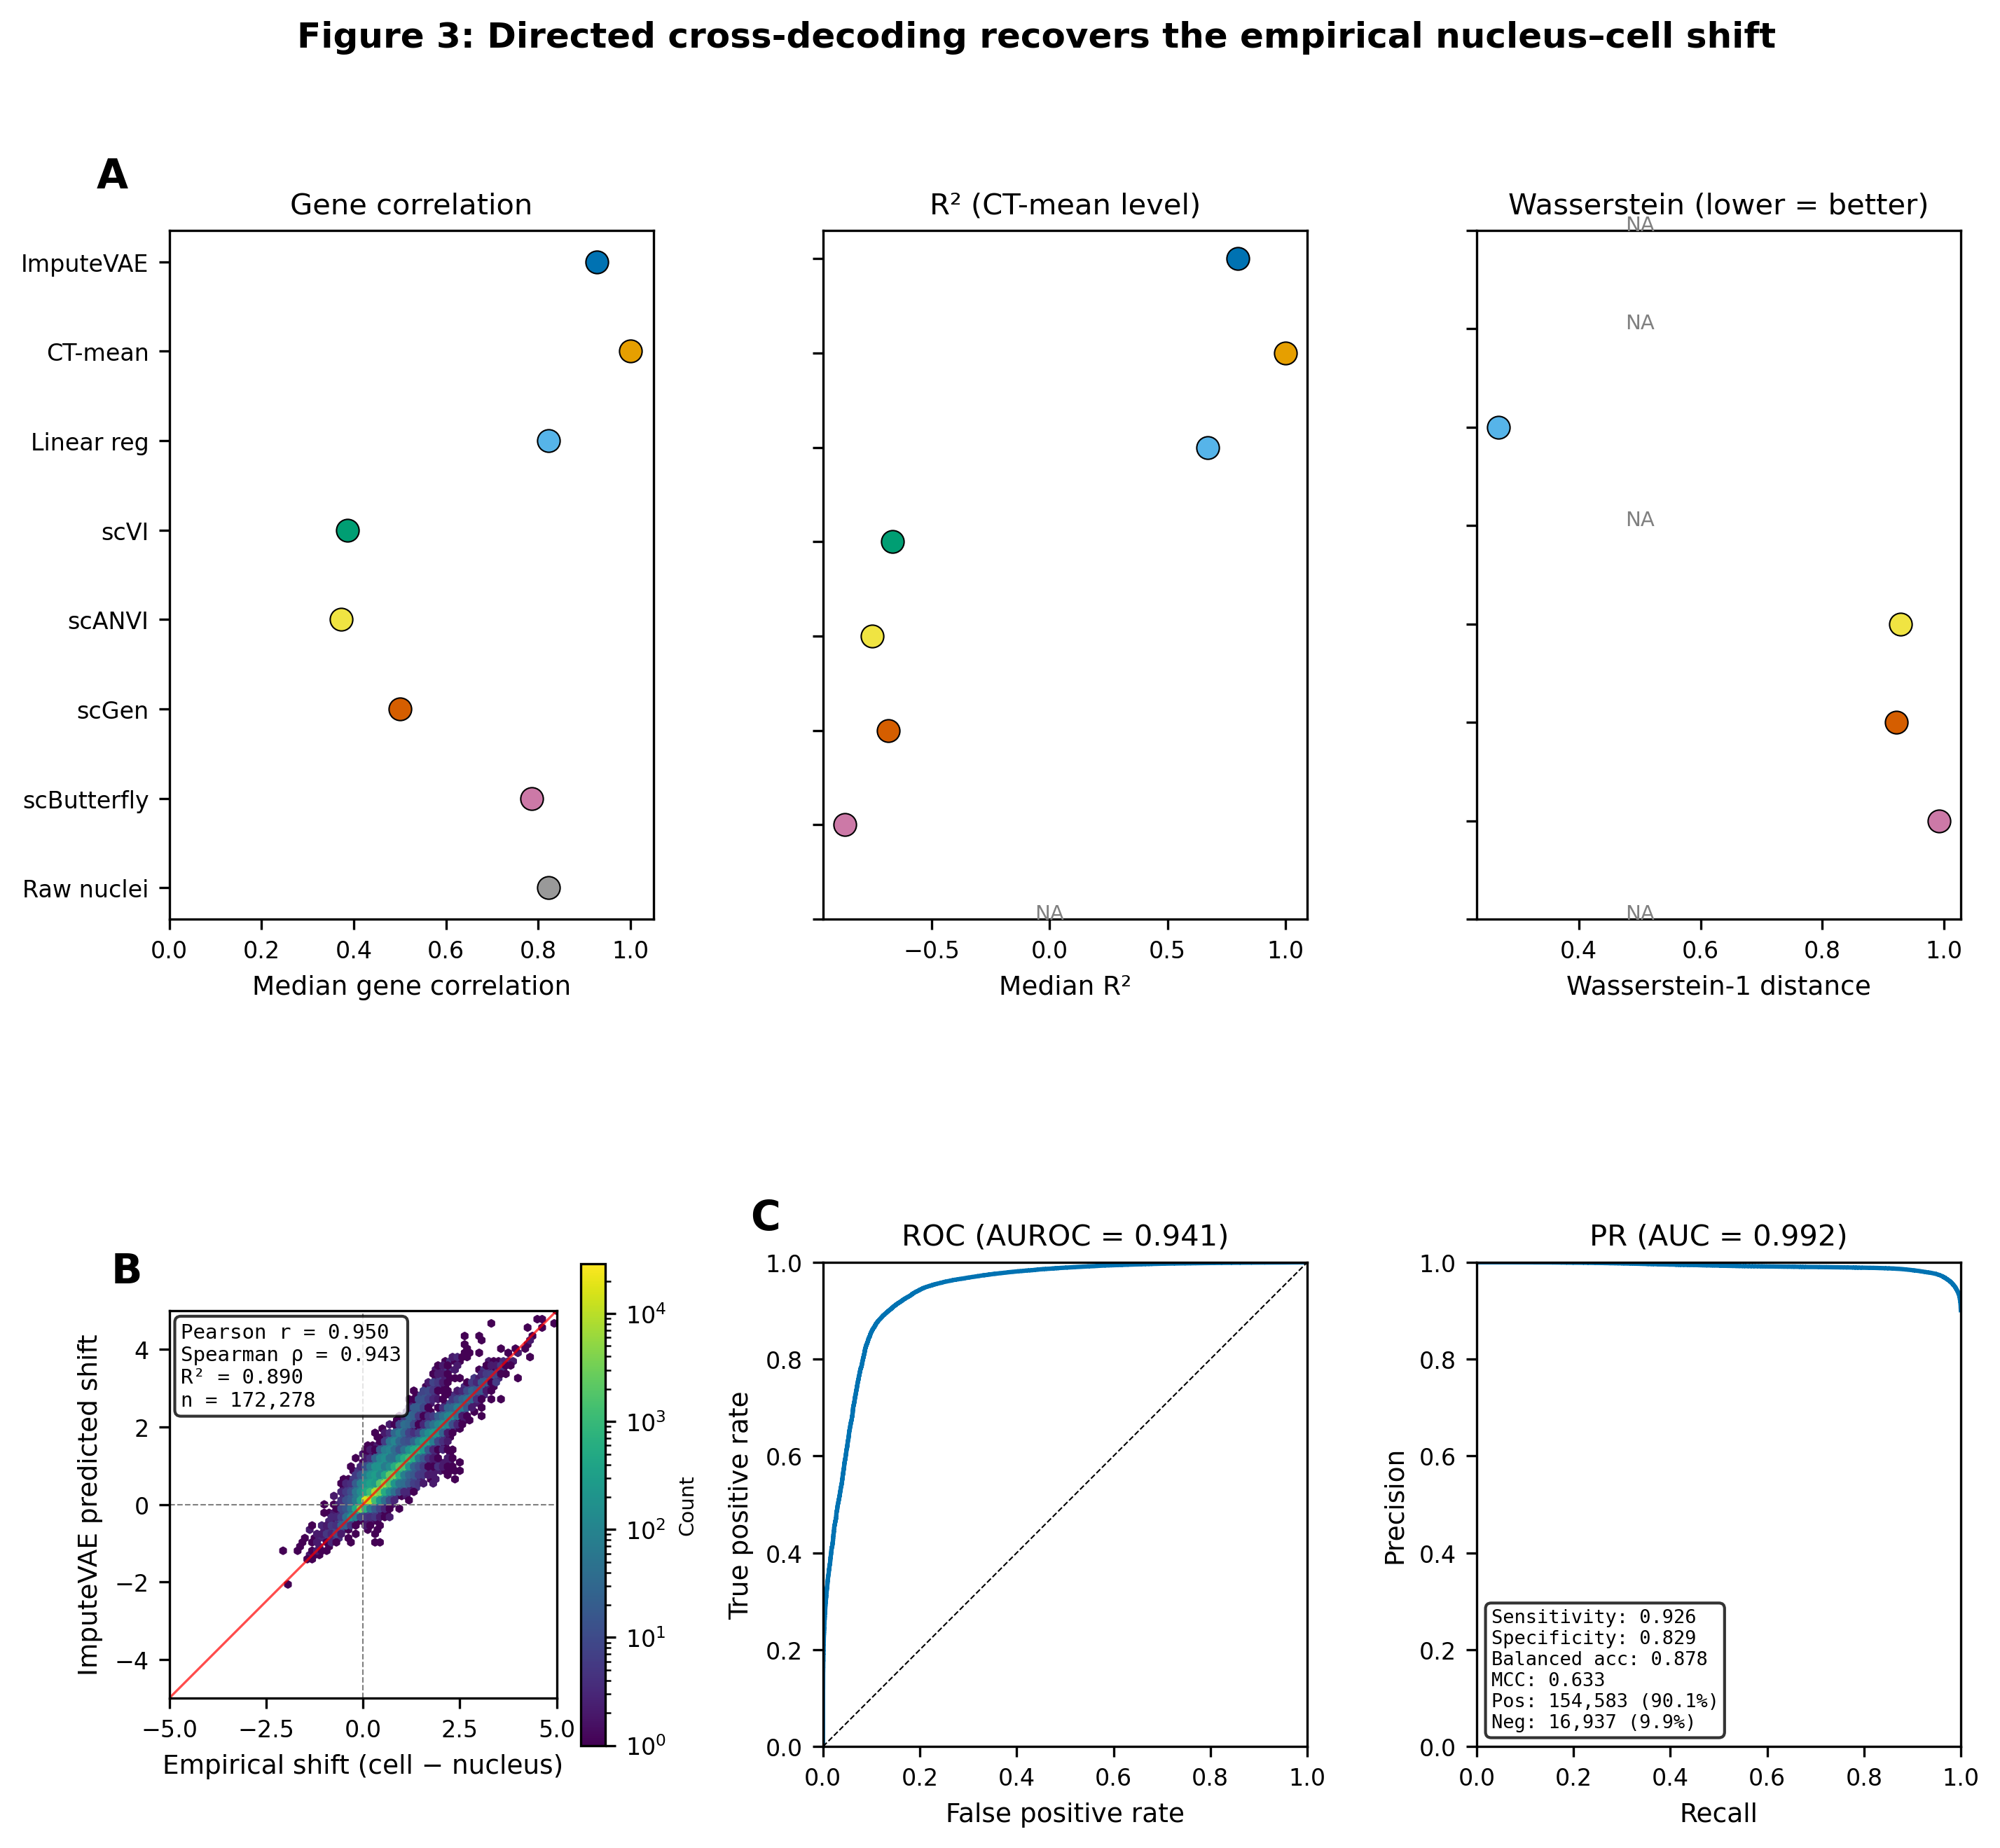 Figure 3: Directed cross-decoding recovers the empirical nucleus–cell shift
A
Gene correlation
ImputeVAE
CT-mean
Linear reg
scVI
scANVI
scGen
scButterfly
Raw nuclei
0.0 0.2 0.4 0.6 0.8 1.0
Median gene correlation
R² (CT-mean level)
NA
−0.5 0.0 0.5 1.0
Median R²
Wasserstein (lower = better)
NA
NA
NA
NA
0.4 0.6 0.8 1.0
Wasserstein-1 distance
B
Pearson r = 0.950
Spearman ρ = 0.943
R² = 0.890
n = 172,278
ImputeVAE predicted shift
4
2
0
−2
−4
−5.0 −2.5 0.0 2.5 5.0
Empirical shift (cell − nucleus)
10⁴
10³
10²
10¹
10⁰
Count
C
ROC (AUROC = 0.941)
True positive rate
1.0
0.8
0.6
0.4
0.2
0.0
0.0 0.2 0.4 0.6 0.8 1.0
False positive rate
PR (AUC = 0.992)
Precision
1.0
0.8
0.6
0.4
0.2
0.0
Sensitivity: 0.926
Specificity: 0.829
Balanced acc: 0.878
MCC: 0.633
Pos: 154,583 (90.1%)
Neg: 16,937 (9.9%)
0.0 0.2 0.4 0.6 0.8 1.0
Recall